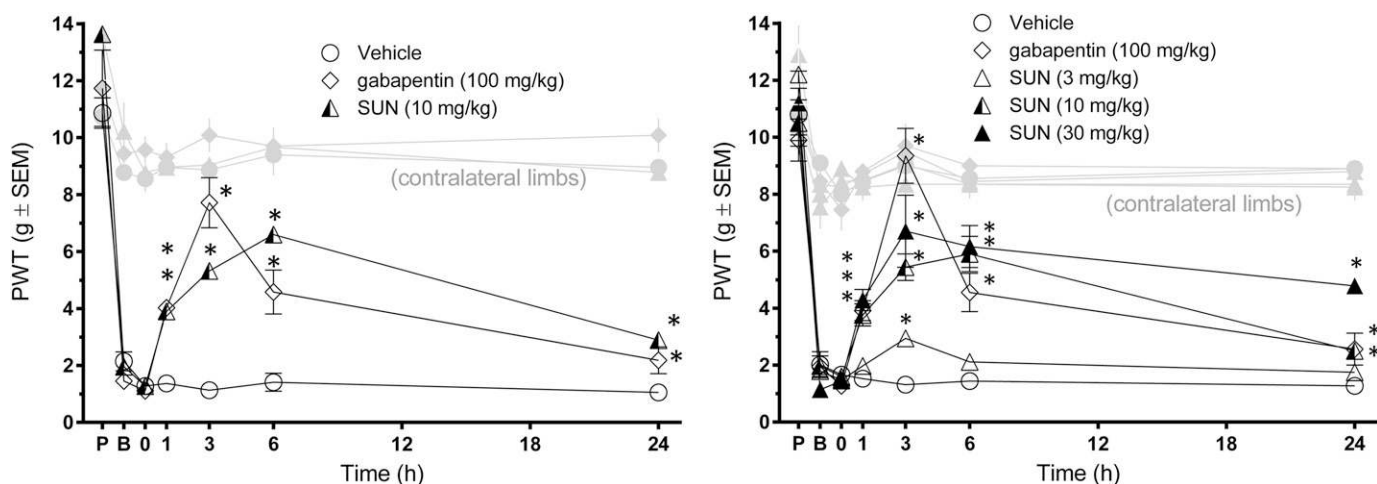 14
12
10
8
6
4
2
0
PWT (g ± SEM)
Vehicle
gabapentin (100 mg/kg)
SUN (10 mg/kg)
(contralateral limbs)
* * * * * * * *
P B 0 1 3 6 12 18 24
Time (h)
14
12
10
8
6
4
2
0
PWT (g ± SEM)
Vehicle
gabapentin (100 mg/kg)
SUN (3 mg/kg)
SUN (10 mg/kg)
SUN (30 mg/kg)
(contralateral limbs)
* * * * * * * * * * * * *
P B 0 1 3 6 12 18 24
Time (h)